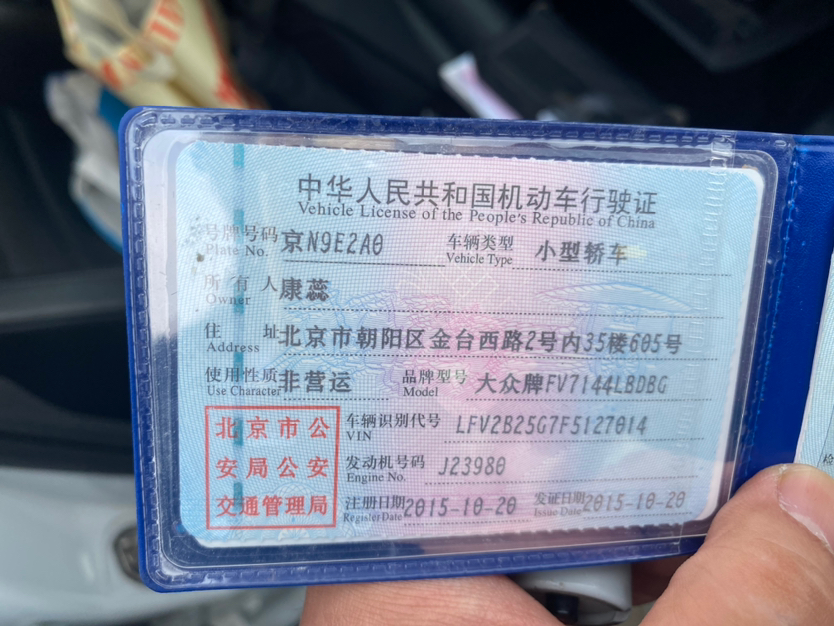 中华人民共和国机动车行驶证
Vehicle License of the People's Republic of China
号牌号码 京N9E2A0 车辆类型 小型轿车
Plate No. Vehicle Type
所有人 康蕊
Owner
住址 北京市朝阳区金台西路2号内35楼605号
Address
使用性质 非营运 品牌型号 大众牌FV7144LBDBG
Use Character Model
北京市公
安局公安
交通管理局
车辆识别代号 LFV2B25G7F5127014
VIN
发动机号码 J23980
Engine No.
注册日期 2015-10-20 发证日期 2015-10-20
Register Date Issue Date
检